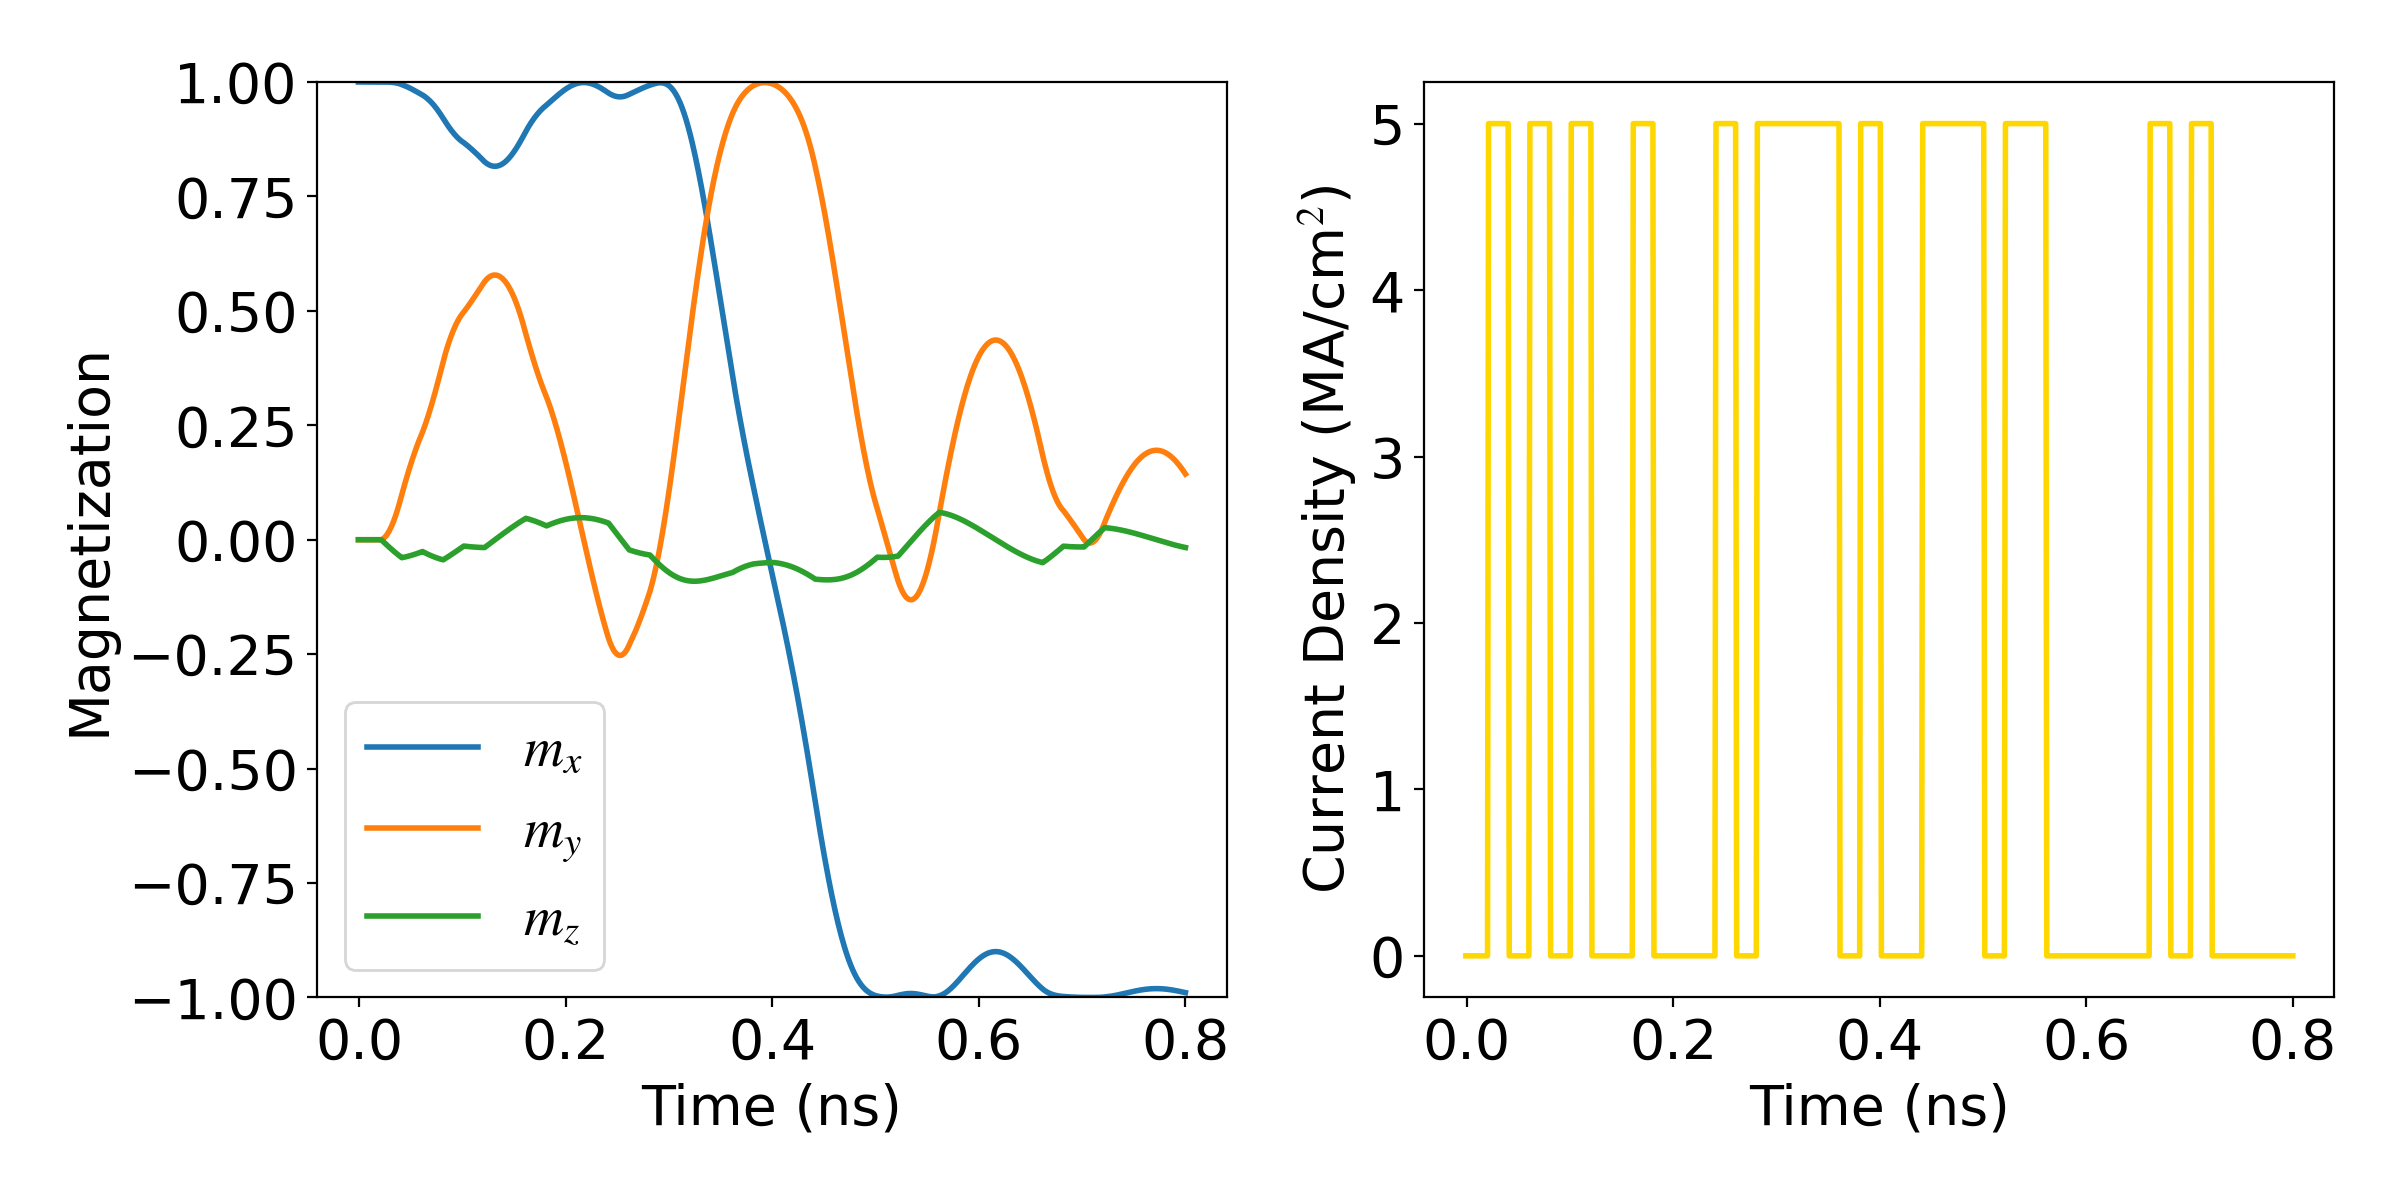 Magnetization
1.00
0.75
0.50
0.25
0.00
−0.25
−0.50
−0.75
−1.00
0.0 0.2 0.4 0.6 0.8
Time (ns)
mₓ
m_y
m_z
Current Density (MA/cm²)
5
4
3
2
1
0
0.0 0.2 0.4 0.6 0.8
Time (ns)